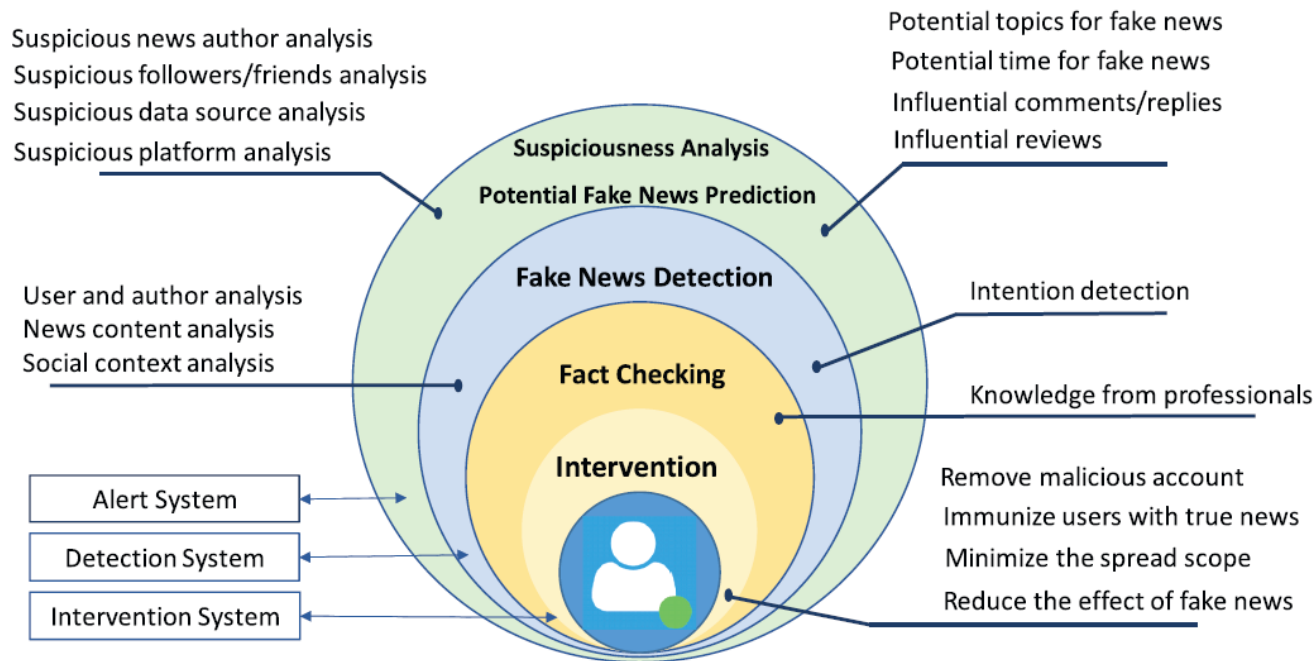 Suspicious news author analysis
Suspicious followers/friends analysis
Suspicious data source analysis
Suspicious platform analysis
Potential topics for fake news
Potential time for fake news
Influential comments/replies
Influential reviews
Suspiciousness Analysis
Potential Fake News Prediction
Fake News Detection
User and author analysis
News content analysis
Social context analysis
Intention detection
Fact Checking
Knowledge from professionals
Intervention
Alert System
Detection System
Intervention System
Remove malicious account
Immunize users with true news
Minimize the spread scope
Reduce the effect of fake news